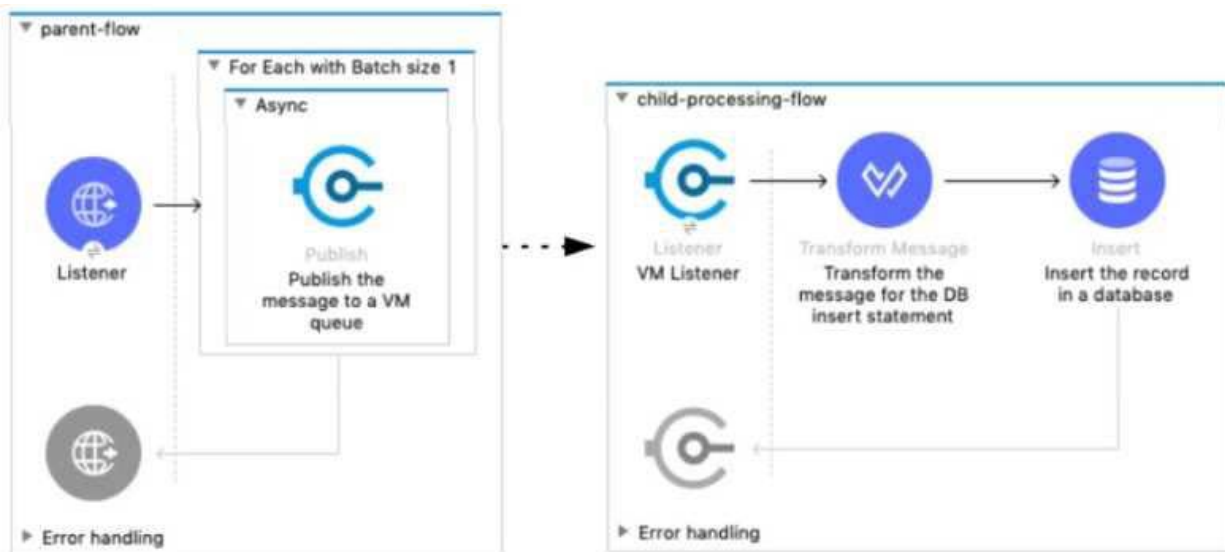 parent-flow
For Each with Batch size 1
Async
Listener
Publish
Publish the
message to a VM
queue
Error handling
child-processing-flow
Listener
VM Listener
Transform Message
Transform the
message for the DB
insert statement
Insert
Insert the record
in a database
Error handling